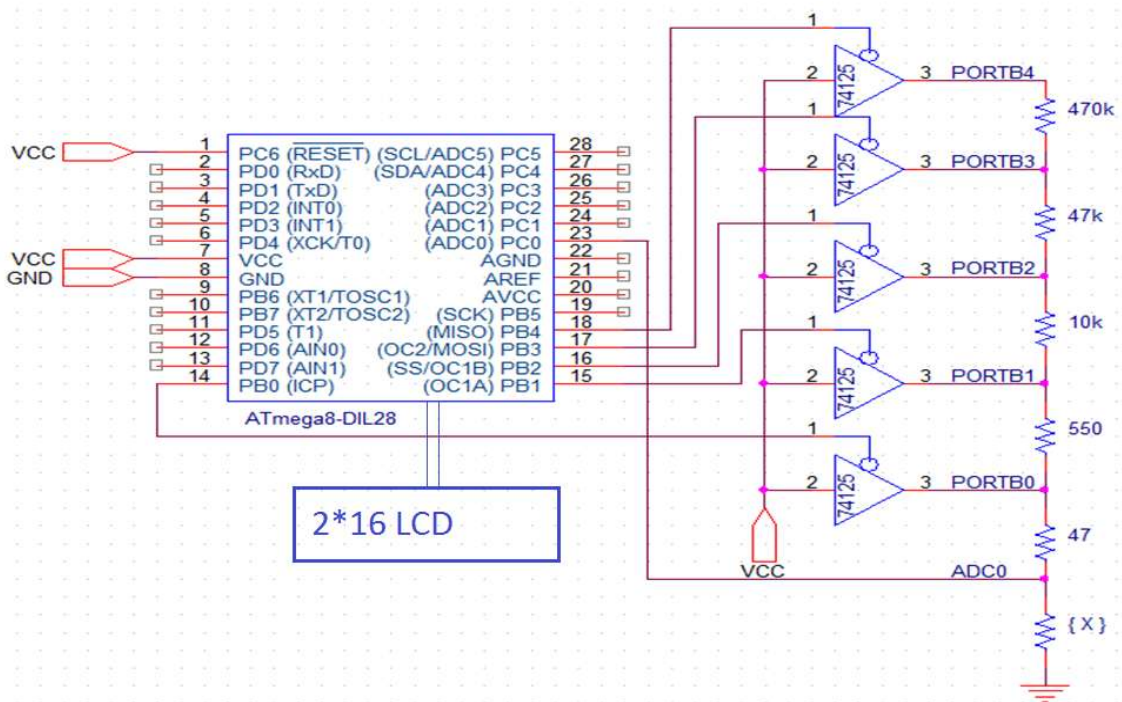 1
2 74125 3 PORTB4
470k
1
2 74125 3 PORTB3
47k
1
2 74125 3 PORTB2
10k
1
2 74125 3 PORTB1
550
1
2 74125 3 PORTB0
47
VCC
ADC0
{ X }
VCC 1 PC6 (RESET) (SCL/ADC5) PC5 28
2 PD0 (RxD) (SDA/ADC4) PC4 27
3 PD1 (TxD) (ADC3) PC3 26
4 PD2 (INT0) (ADC2) PC2 25
5 PD3 (INT1) (ADC1) PC1 24
6 PD4 (XCK/T0) (ADC0) PC0 23
VCC 7 VCC AGND 22
GND 8 GND AREF 21
9 PB6 (XT1/TOSC1) AVCC 20
10 PB7 (XT2/TOSC2) (SCK) PB5 19
11 PD5 (T1) (MISO) PB4 18
12 PD6 (AIN0) (OC2/MOSI) PB3 17
13 PD7 (AIN1) (SS/OC1B) PB2 16
14 PB0 (ICP) (OC1A) PB1 15
ATmega8-DIL28
2*16 LCD